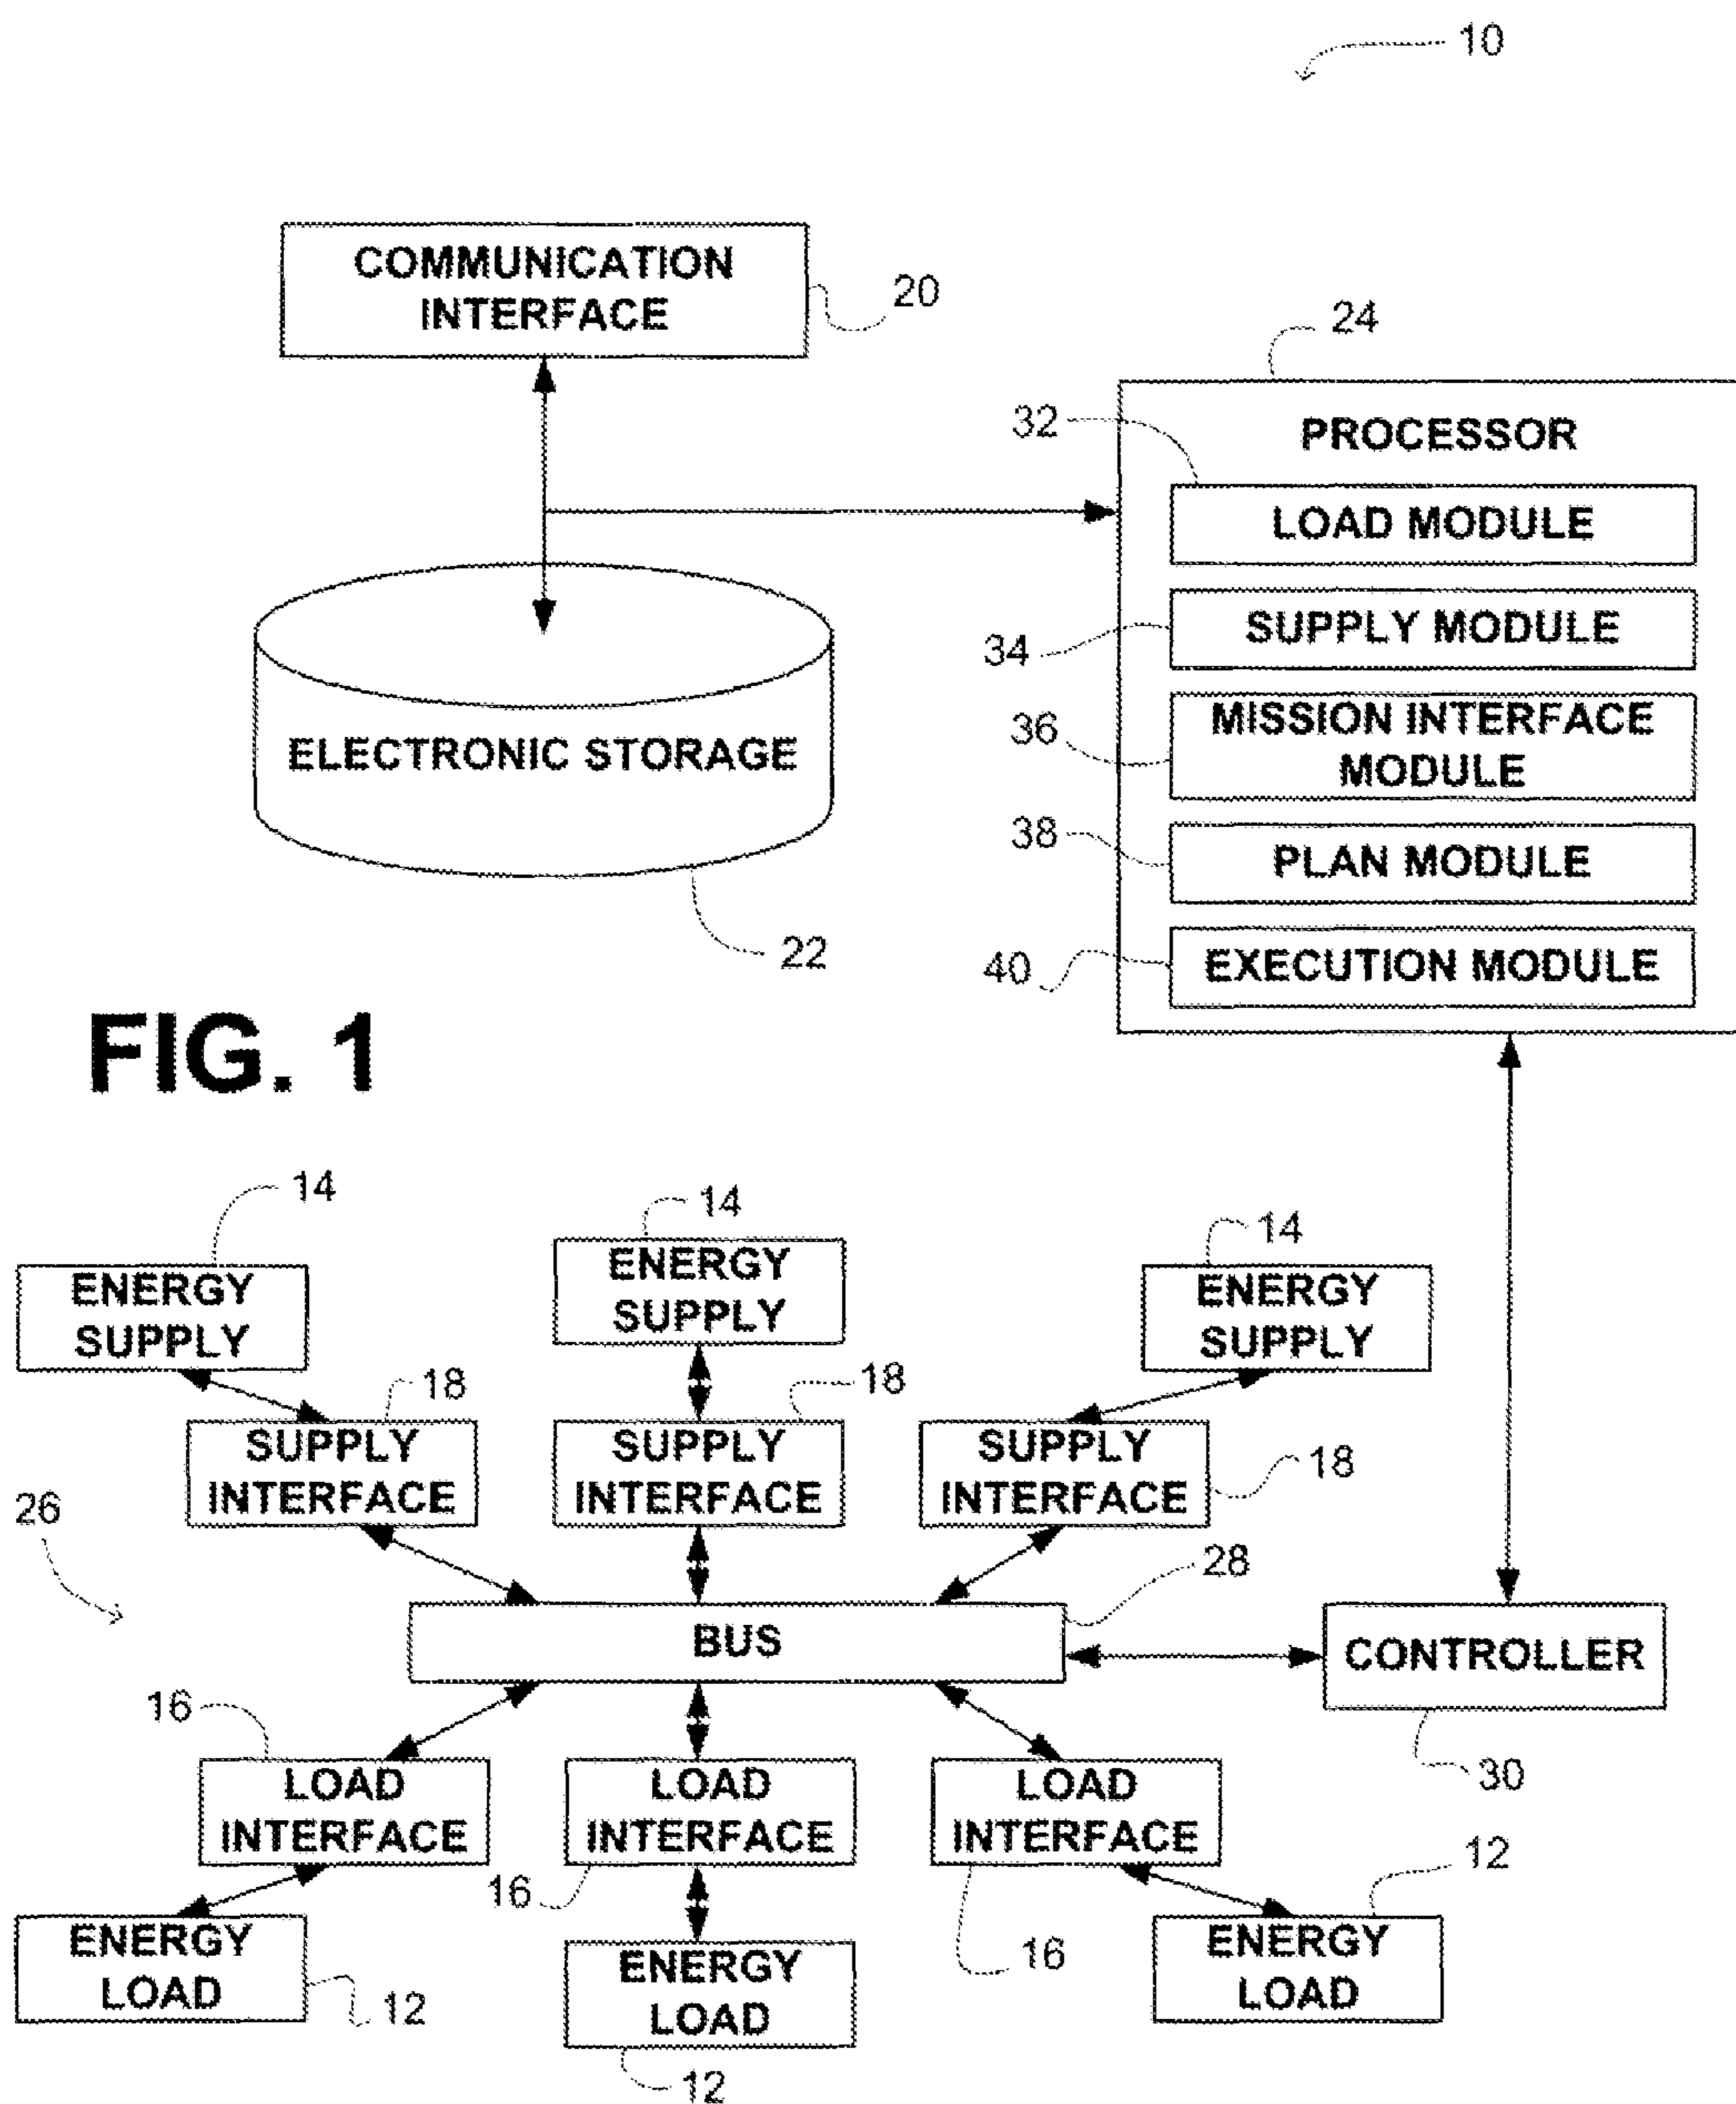 10
COMMUNICATION
INTERFACE
20
24
PROCESSOR
32
LOAD MODULE
34
SUPPLY MODULE
36
MISSION INTERFACE
MODULE
38
PLAN MODULE
40
EXECUTION MODULE
ELECTRONIC STORAGE
22
FIG. 1
14
ENERGY
SUPPLY
14
ENERGY
SUPPLY
14
ENERGY
SUPPLY
18
SUPPLY
INTERFACE
18
SUPPLY
INTERFACE
18
SUPPLY
INTERFACE
26
28
BUS
CONTROLLER
30
16
LOAD
INTERFACE
16
LOAD
INTERFACE
16
LOAD
INTERFACE
12
ENERGY
LOAD
12
ENERGY
LOAD
12
ENERGY
LOAD